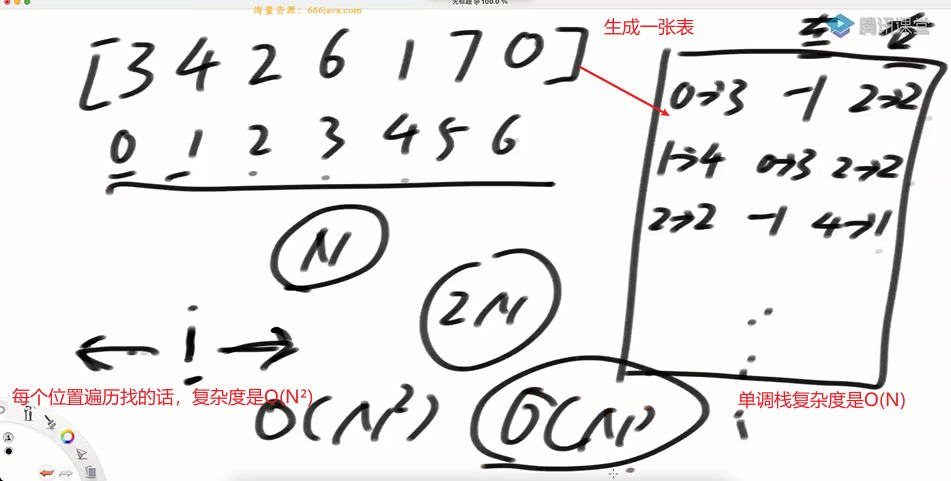 无标题 @ 100.0 %
海量资源：666java.com
腾讯课堂
生成一张表
[3 4 2 6 1 7 0]
0 1 2 3 4 5 6
左 右
0→3 -1 2→2
1→4 0→3 2→2
2→2 -1 4→1
N
2N
← i →
每个位置遍历找的话，复杂度是O(N²)
单调栈复杂度是O(N)
O(N²) O(N) i